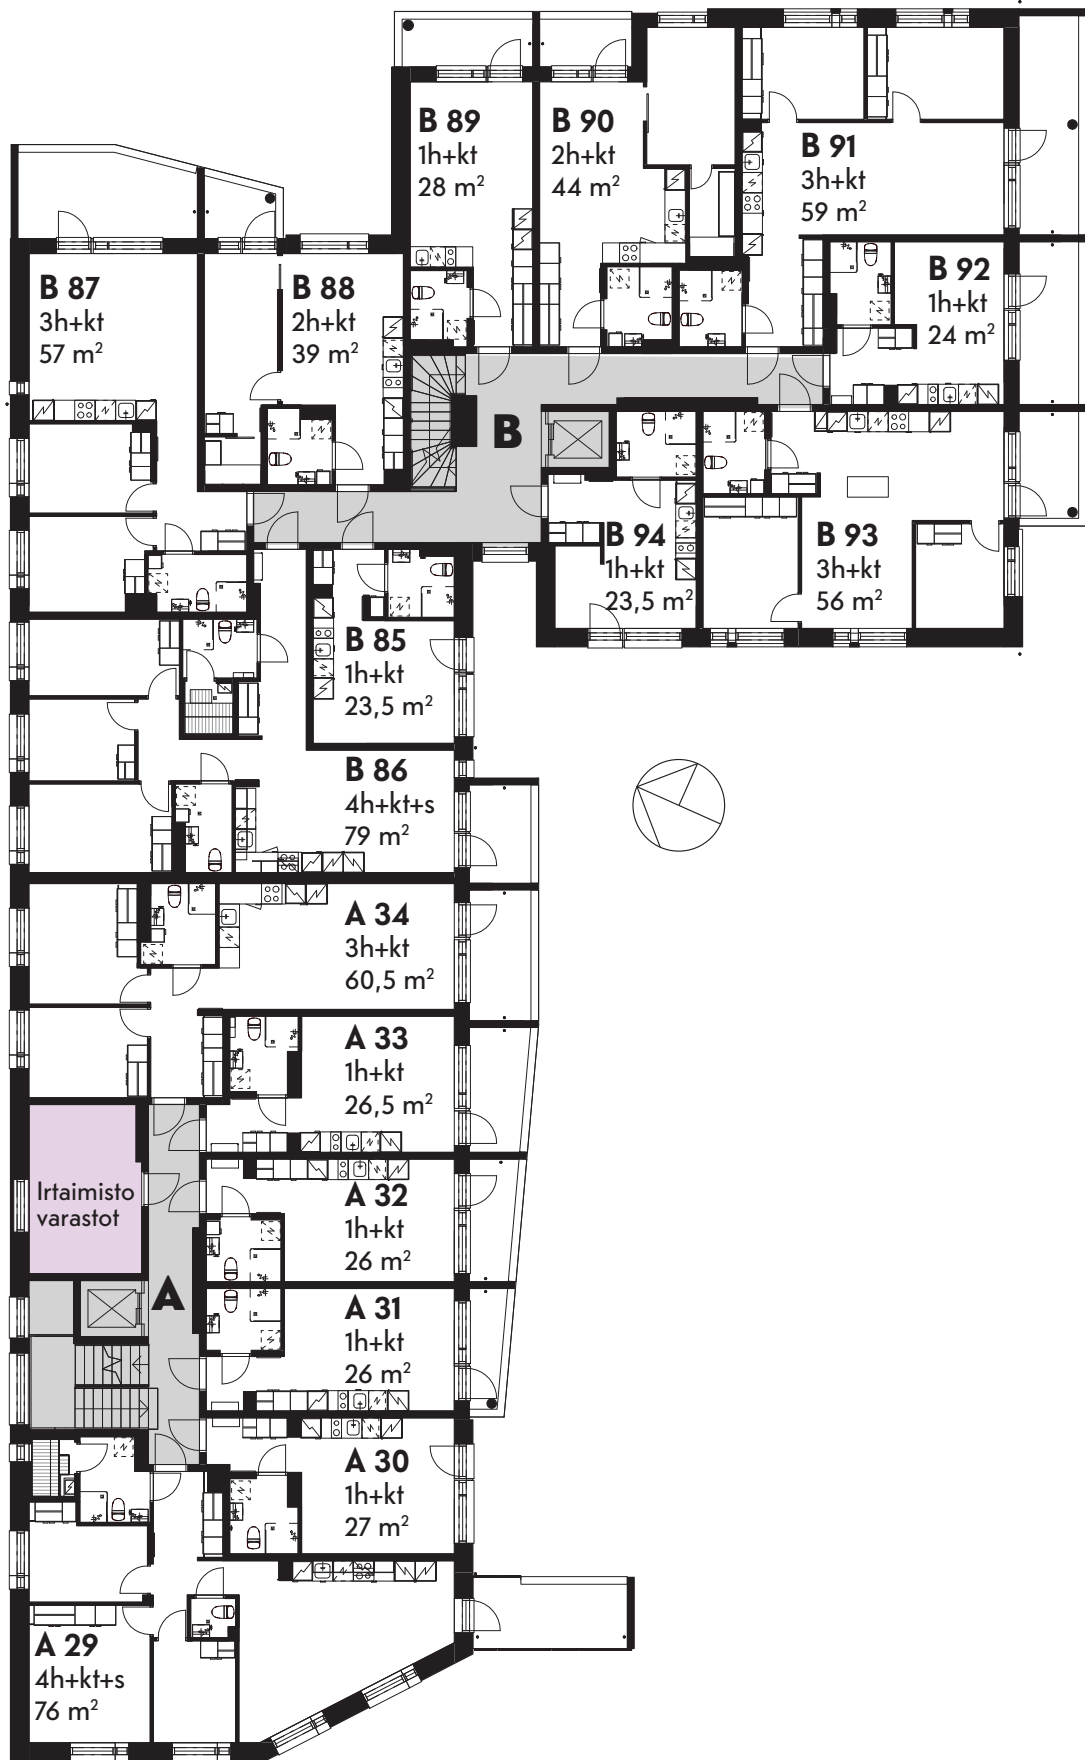 B 89
1h+kt
28 m²
B 90
2h+kt
44 m²
B 91
3h+kt
59 m²
B 87
3h+kt
57 m²
B 88
2h+kt
39 m²
B 92
1h+kt
24 m²
B
B 94
1h+kt
23,5 m²
B 93
3h+kt
56 m²
B 85
1h+kt
23,5 m²
B 86
4h+kt+s
79 m²
A 34
3h+kt
60,5 m²
A 33
1h+kt
26,5 m²
Irtaimisto
varastot
A 32
1h+kt
26 m²
A
A 31
1h+kt
26 m²
A 30
1h+kt
27 m²
A 29
4h+kt+s
76 m²